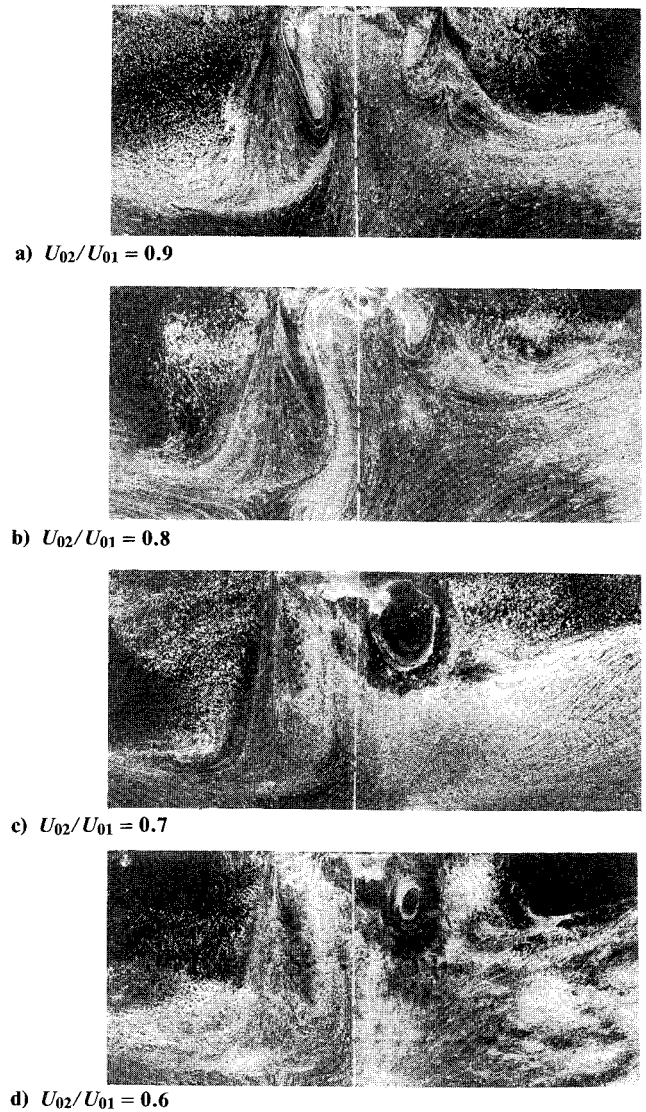 a) U02/U01 = 0.9
b) U02/U01 = 0.8
c) U02/U01 = 0.7
d) U02/U01 = 0.6